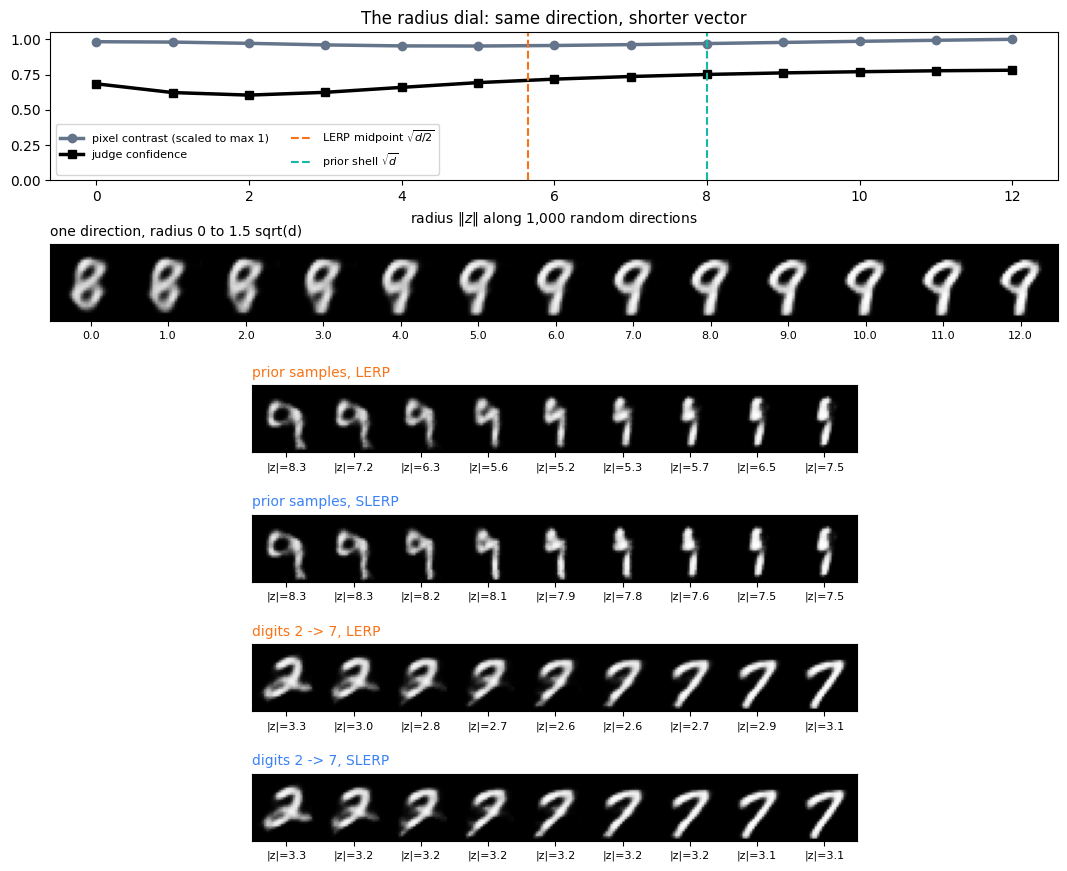 The radius dial: same direction, shorter vector
1.00
0.75
0.50
0.25
0.00
pixel contrast (scaled to max 1)
judge confidence
LERP midpoint √d/2
prior shell √d
0 2 4 6 8 10 12
radius ‖z‖ along 1,000 random directions
one direction, radius 0 to 1.5 sqrt(d)
0.0 1.0 2.0 3.0 4.0 5.0 6.0 7.0 8.0 9.0 10.0 11.0 12.0
prior samples, LERP
|z|=8.3 |z|=7.2 |z|=6.3 |z|=5.6 |z|=5.2 |z|=5.3 |z|=5.7 |z|=6.5 |z|=7.5
prior samples, SLERP
|z|=8.3 |z|=8.3 |z|=8.2 |z|=8.1 |z|=7.9 |z|=7.8 |z|=7.6 |z|=7.5 |z|=7.5
digits 2 -> 7, LERP
|z|=3.3 |z|=3.0 |z|=2.8 |z|=2.7 |z|=2.6 |z|=2.6 |z|=2.7 |z|=2.9 |z|=3.1
digits 2 -> 7, SLERP
|z|=3.3 |z|=3.2 |z|=3.2 |z|=3.2 |z|=3.2 |z|=3.2 |z|=3.2 |z|=3.1 |z|=3.1